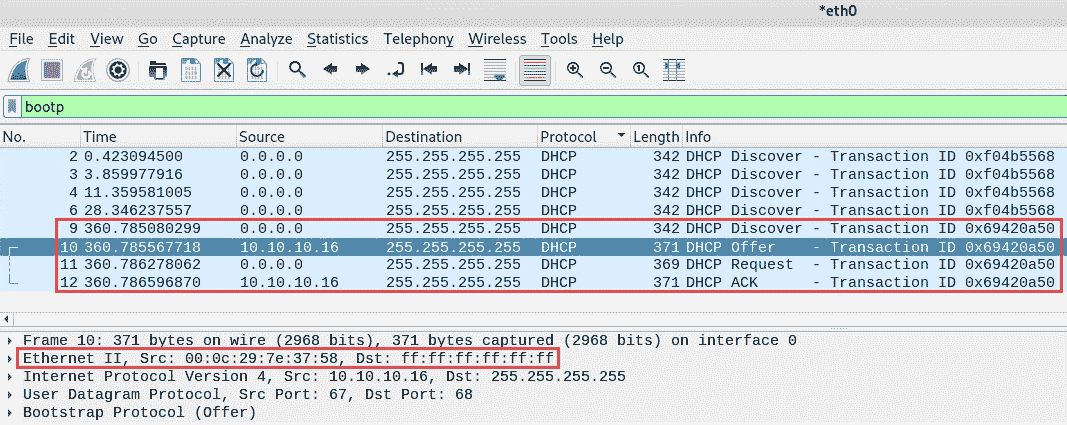 *eth0
File Edit View Go Capture Analyze Statistics Telephony Wireless Tools Help
bootp
No. Time Source Destination Protocol Length Info
2 0.423094500 0.0.0.0 255.255.255.255 DHCP 342 DHCP Discover - Transaction ID 0xf04b5568
3 3.859977916 0.0.0.0 255.255.255.255 DHCP 342 DHCP Discover - Transaction ID 0xf04b5568
4 11.359581005 0.0.0.0 255.255.255.255 DHCP 342 DHCP Discover - Transaction ID 0xf04b5568
6 28.346237557 0.0.0.0 255.255.255.255 DHCP 342 DHCP Discover - Transaction ID 0xf04b5568
9 360.785080299 0.0.0.0 255.255.255.255 DHCP 342 DHCP Discover - Transaction ID 0x69420a50
10 360.785567718 10.10.10.16 255.255.255.255 DHCP 371 DHCP Offer - Transaction ID 0x69420a50
11 360.786278062 0.0.0.0 255.255.255.255 DHCP 369 DHCP Request - Transaction ID 0x69420a50
12 360.786596870 10.10.10.16 255.255.255.255 DHCP 371 DHCP ACK - Transaction ID 0x69420a50
Frame 10: 371 bytes on wire (2968 bits), 371 bytes captured (2968 bits) on interface 0
Ethernet II, Src: 00:0c:29:7e:37:58, Dst: ff:ff:ff:ff:ff:ff
Internet Protocol Version 4, Src: 10.10.10.16, Dst: 255.255.255.255
User Datagram Protocol, Src Port: 67, Dst Port: 68
Bootstrap Protocol (Offer)